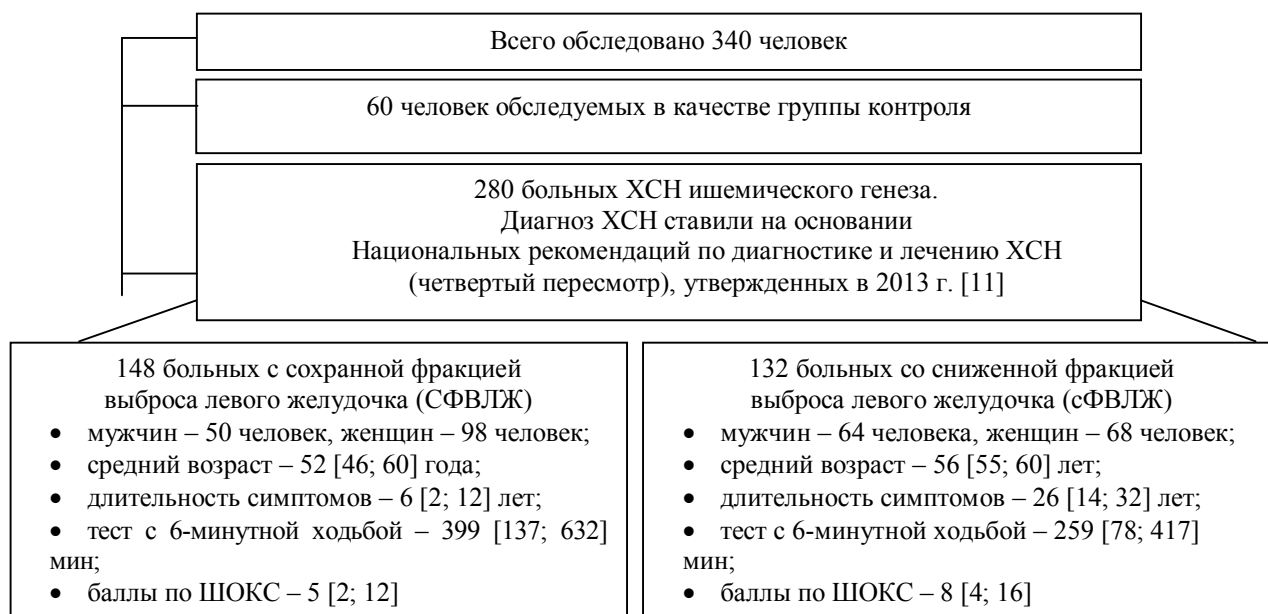 Всего обследовано 340 человек
60 человек обследуемых в качестве группы контроля
280 больных ХСН ишемического генеза.
Диагноз ХСН ставили на основании
Национальных рекомендаций по диагностике и лечению ХСН
(четвертый пересмотр), утвержденных в 2013 г. [11]
148 больных с сохранной фракцией
выброса левого желудочка (СФВЛЖ)
• мужчин – 50 человек, женщин – 98 человек;
• средний возраст – 52 [46; 60] года;
• длительность симптомов – 6 [2; 12] лет;
• тест с 6-минутной ходьбой – 399 [137; 632]
мин;
• баллы по ШОКС – 5 [2; 12]
132 больных со сниженной фракцией
выброса левого желудочка (сФВЛЖ)
• мужчин – 64 человека, женщин – 68 человек;
• средний возраст – 56 [55; 60] лет;
• длительность симптомов – 26 [14; 32] лет;
• тест с 6-минутной ходьбой – 259 [78; 417]
мин;
• баллы по ШОКС – 8 [4; 16]